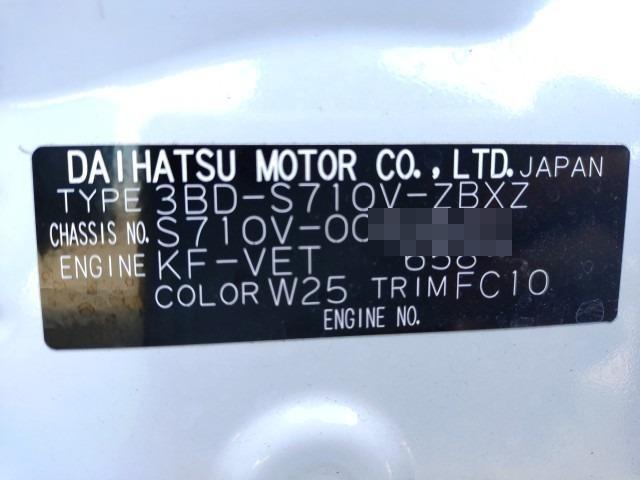 DAIHATSU MOTOR CO., LTD. JAPAN
TYPE 3BD-S710V-ZBXZ
CHASSIS NO. S710V-00
ENGINE KF-VET 658
COLOR W25 TRIM FC10
ENGINE NO.